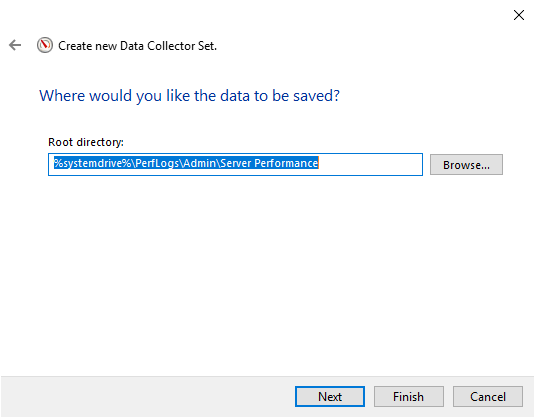 Create new Data Collector Set.
Where would you like the data to be saved?
Root directory:
%systemdrive%\PerfLogs\Admin\Server Performance
Browse...
Next
Finish
Cancel